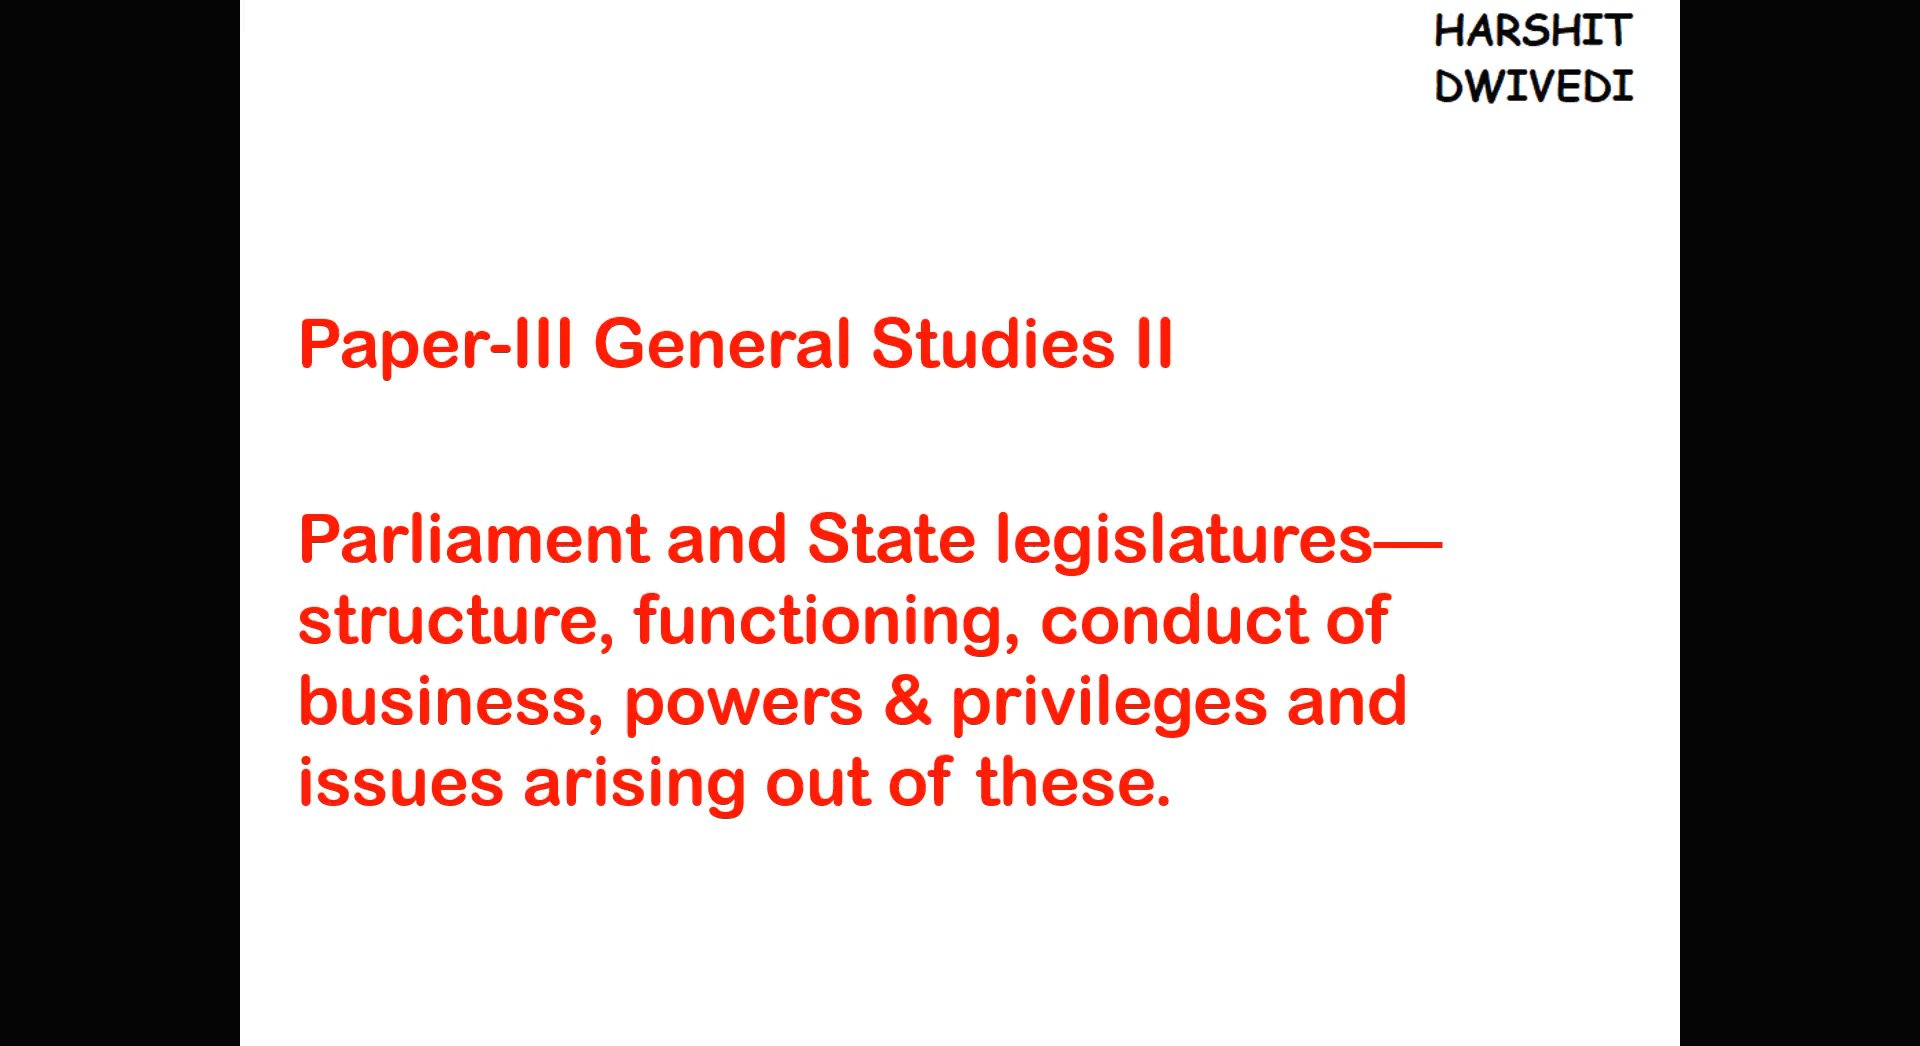 HARSHIT
DWIVEDI
Paper-III General Studies II
Parliament and State legislatures—
structure, functioning, conduct of
business, powers & privileges and
issues arising out of these.